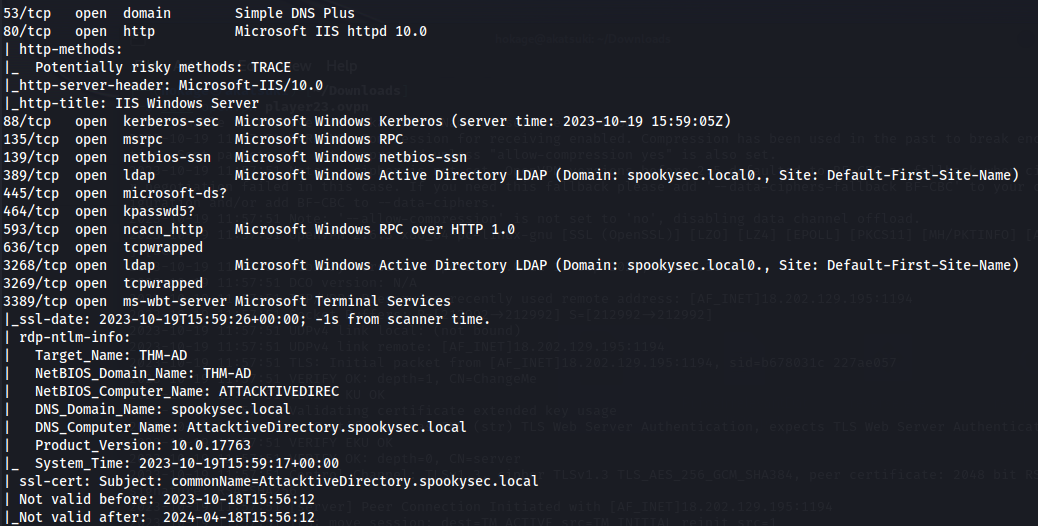 53/tcp   open  domain        Simple DNS Plus
80/tcp   open  http          Microsoft IIS httpd 10.0
| http-methods:
|_  Potentially risky methods: TRACE
|_http-server-header: Microsoft-IIS/10.0
|_http-title: IIS Windows Server
88/tcp   open  kerberos-sec  Microsoft Windows Kerberos (server time: 2023-10-19 15:59:05Z)
135/tcp  open  msrpc         Microsoft Windows RPC
139/tcp  open  netbios-ssn   Microsoft Windows netbios-ssn
389/tcp  open  ldap          Microsoft Windows Active Directory LDAP (Domain: spookysec.local0., Site: Default-First-Site-Name)
445/tcp  open  microsoft-ds?
464/tcp  open  kpasswd5?
593/tcp  open  ncacn_http    Microsoft Windows RPC over HTTP 1.0
636/tcp  open  tcpwrapped
3268/tcp open  ldap          Microsoft Windows Active Directory LDAP (Domain: spookysec.local0., Site: Default-First-Site-Name)
3269/tcp open  tcpwrapped
3389/tcp open  ms-wbt-server Microsoft Terminal Services
|_ssl-date: 2023-10-19T15:59:26+00:00; -1s from scanner time.
| rdp-ntlm-info:
|   Target_Name: THM-AD
|   NetBIOS_Domain_Name: THM-AD
|   NetBIOS_Computer_Name: ATTACKTIVEDIREC
|   DNS_Domain_Name: spookysec.local
|   DNS_Computer_Name: AttacktiveDirectory.spookysec.local
|   Product_Version: 10.0.17763
|_  System_Time: 2023-10-19T15:59:17+00:00
| ssl-cert: Subject: commonName=AttacktiveDirectory.spookysec.local
| Not valid before: 2023-10-18T15:56:12
|_Not valid after:  2024-04-18T15:56:12